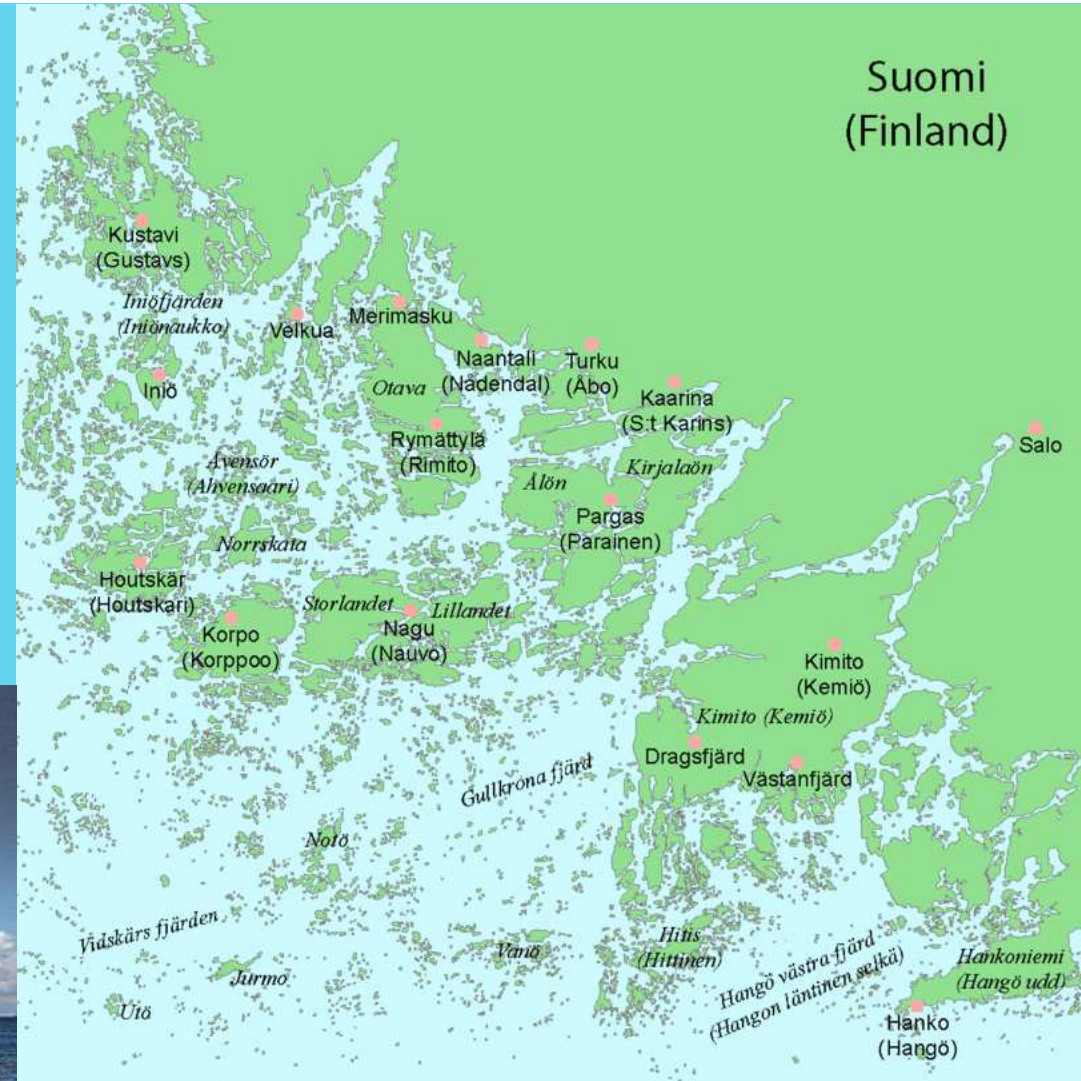 Suomi
(Finland)
Kustavi
(Gustavs)
Iniöfjärden
(Iniönaukko)
Velkua
Merimasku
Naantali
(Nådendal)
Turku
(Åbo)
Iniö
Otava
Kaarina
(S:t Karins)
Rymättylä
(Rimito)
Salo
Åvensör
(Ahvensaari)
Ålön
Kirjalaön
Pargas
(Parainen)
Norrskata
Houtskär
(Houtskari)
Storlandet
Lillandet
Nagu
(Nauvo)
Korpo
(Korppoo)
Kimito
(Kemiö)
Kimito (Kemiö)
Dragsfjärd
Västanfjärd
Gullkrona fjärd
Notö
Vidskärs fjärden
Vänö
Hitis
(Hittinen)
Jurmo
Utö
Hangö västra fjärd
(Hangon läntinen selkä)
Hankoniemi
(Hangö udd)
Hanko
(Hangö)